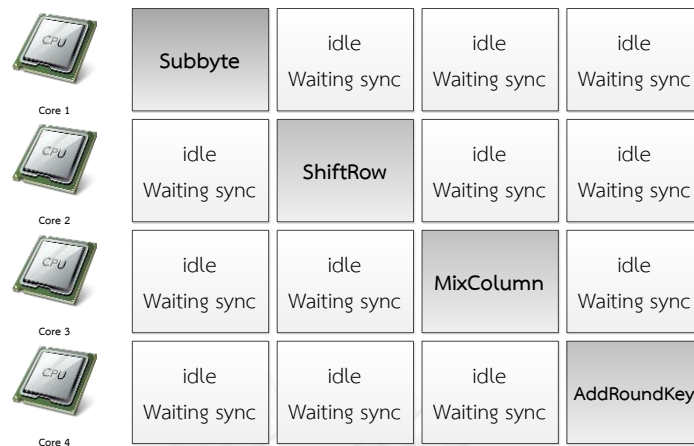 CPU
Subbyte
idle
Waiting sync
idle
Waiting sync
idle
Waiting sync
Core 1
CPU
idle
Waiting sync
ShiftRow
idle
Waiting sync
idle
Waiting sync
Core 2
CPU
idle
Waiting sync
idle
Waiting sync
MixColumn
idle
Waiting sync
Core 3
CPU
idle
Waiting sync
idle
Waiting sync
idle
Waiting sync
AddRoundKey
Core 4